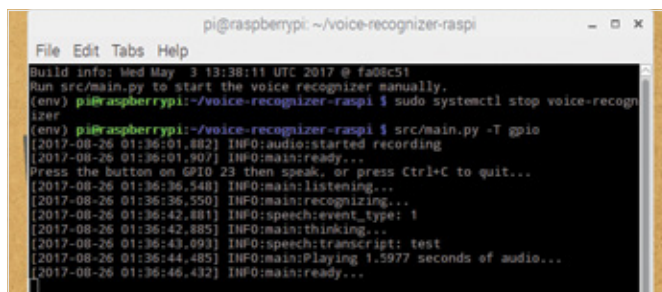 pi@raspberrypi: ~/voice-recognizer-raspi
File Edit Tabs Help
Build info: Wed May 3 13:38:11 UTC 2017 @ fa08c51
Run src/main.py to start the voice recognizer manually.
(env) pi@raspberrypi:~/voice-recognizer-raspi $ sudo systemctl stop voice-recogn
izer
(env) pi@raspberrypi:~/voice-recognizer-raspi $ src/main.py -T gpio
[2017-08-26 01:36:01,882] INFO:audio:started recording
[2017-08-26 01:36:01,907] INFO:main:ready...
Press the button on GPIO 23 then speak, or press Ctrl+C to quit...
[2017-08-26 01:36:36,548] INFO:main:listening...
[2017-08-26 01:36:36,550] INFO:main:recognizing...
[2017-08-26 01:36:42,881] INFO:speech:event_type: 1
[2017-08-26 01:36:42,885] INFO:main:thinking...
[2017-08-26 01:36:43,093] INFO:speech:transcript: test
[2017-08-26 01:36:44,485] INFO:main:Playing 1.5977 seconds of audio...
[2017-08-26 01:36:46,432] INFO:main:ready...